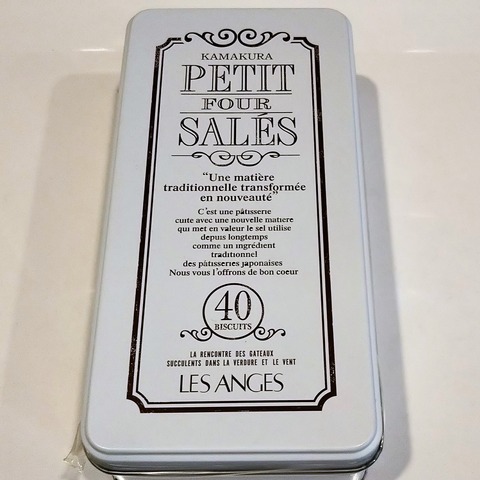 KAMAKURA
PETIT
FOUR
SALÉS
"Une matière
traditionnelle transformée
en nouveauté"
C'est une pâtisserie
cuite avec une nouvelle matiere
qui met en valeur le sel utilise
depuis longtemps
comme un ingrédient
traditionnel
des pâtisseries japonaises
Nous vous l'offrons de bon coeur
40
BISCUITS
LA RENCONTRE DES GATEAUX
SUCCULENTS DANS LA VERDURE ET LE VENT
LES ANGES